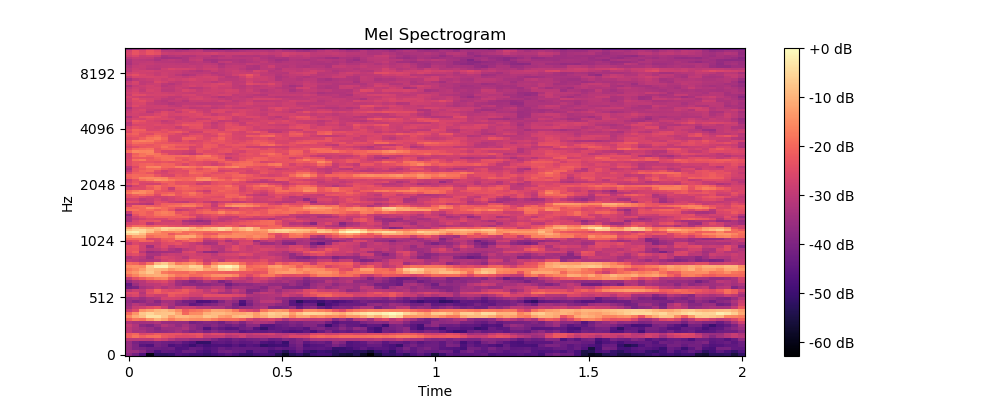 Mel Spectrogram
Hz
8192
4096
2048
1024
512
0
0 0.5 1 1.5 2
Time
+0 dB
-10 dB
-20 dB
-30 dB
-40 dB
-50 dB
-60 dB